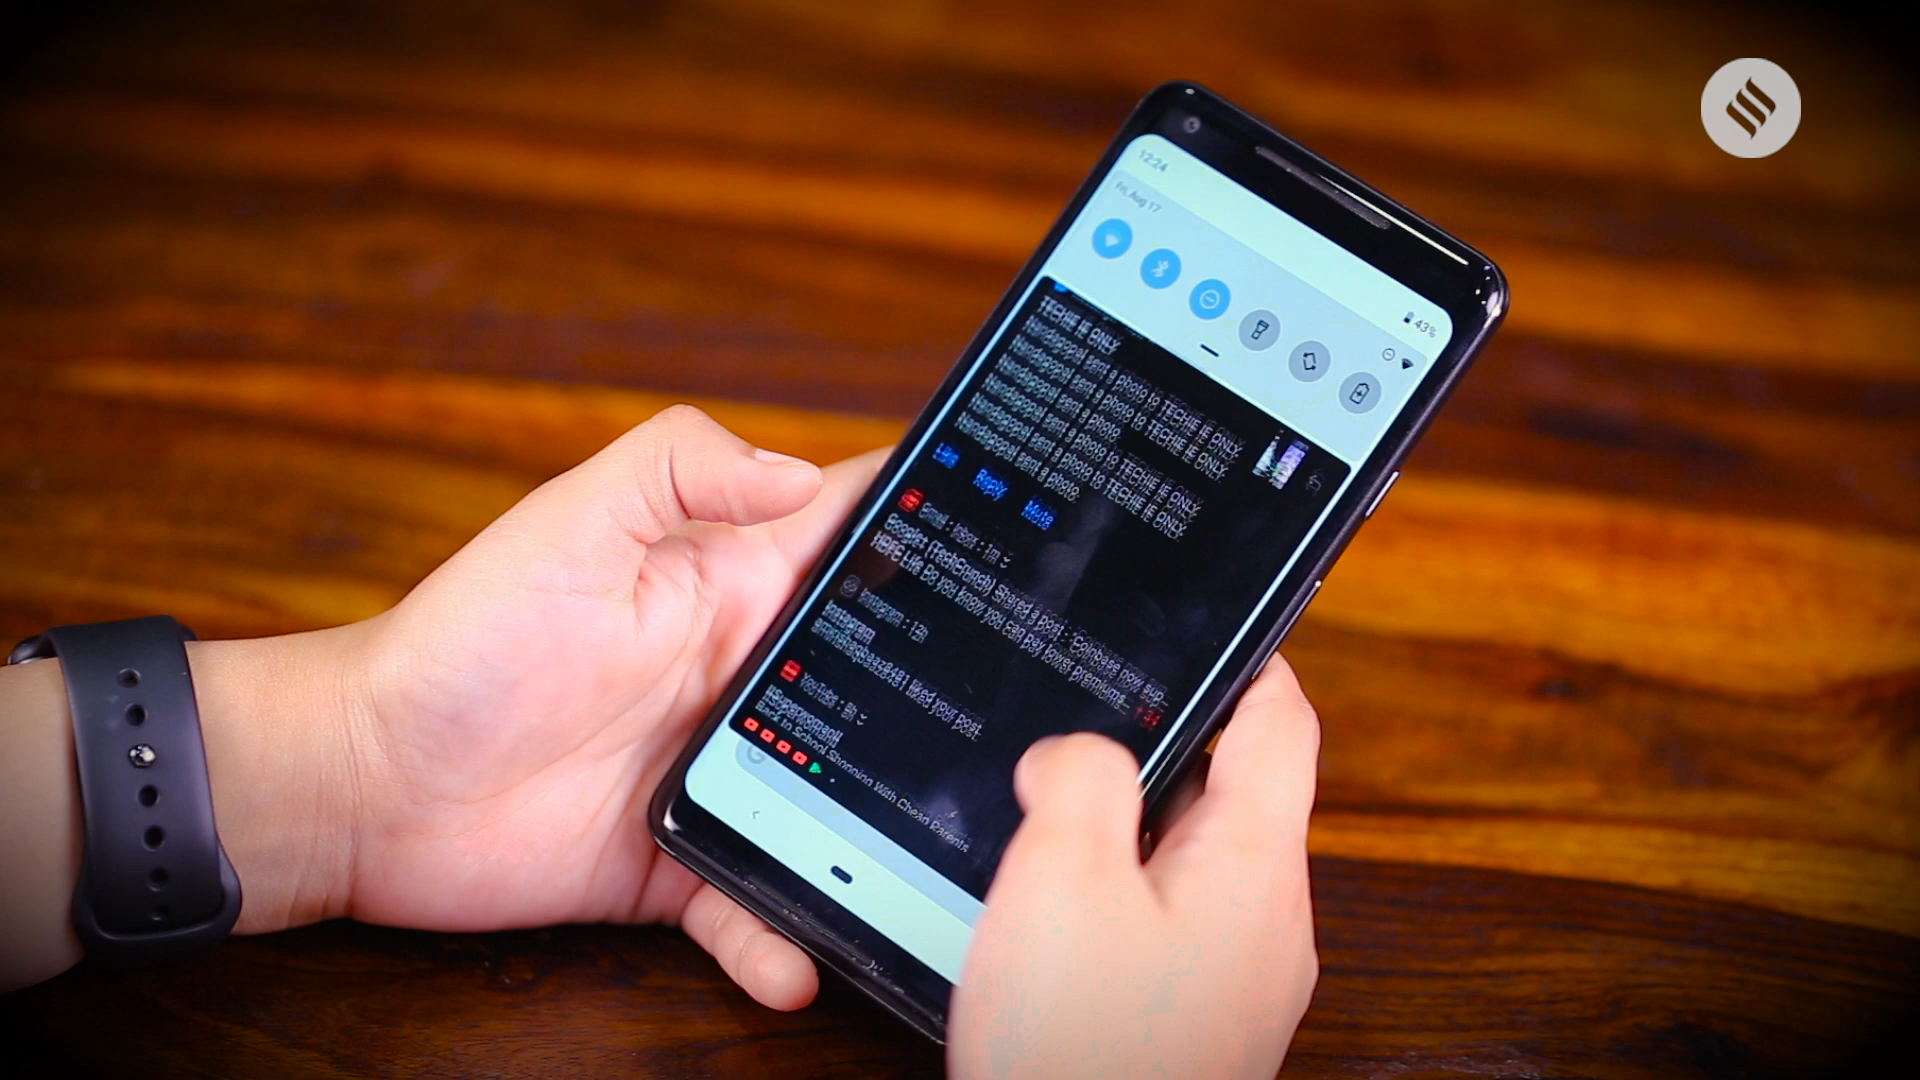 12:24
43%
Fri, Aug 17
TECHIE IE ONLY
Nandagopal sent a photo to TECHIE IE ONLY.
Nandagopal sent a photo to TECHIE IE ONLY.
Nandagopal sent a photo.
Nandagopal sent a photo to TECHIE IE ONLY.
Nandagopal sent a photo to TECHIE IE ONLY.
Nandagopal sent a photo.
Like Reply Mute
Gmail : Inbox : 1m
(TechCrunch) Shared a post : "Coinbase now sup...
HDFC Life Do you know you can pay lower premiums...
Instagram : 12h
Instagram
liked your post.
YouTube : 8h
Back to School Shopping With Cheap Parents